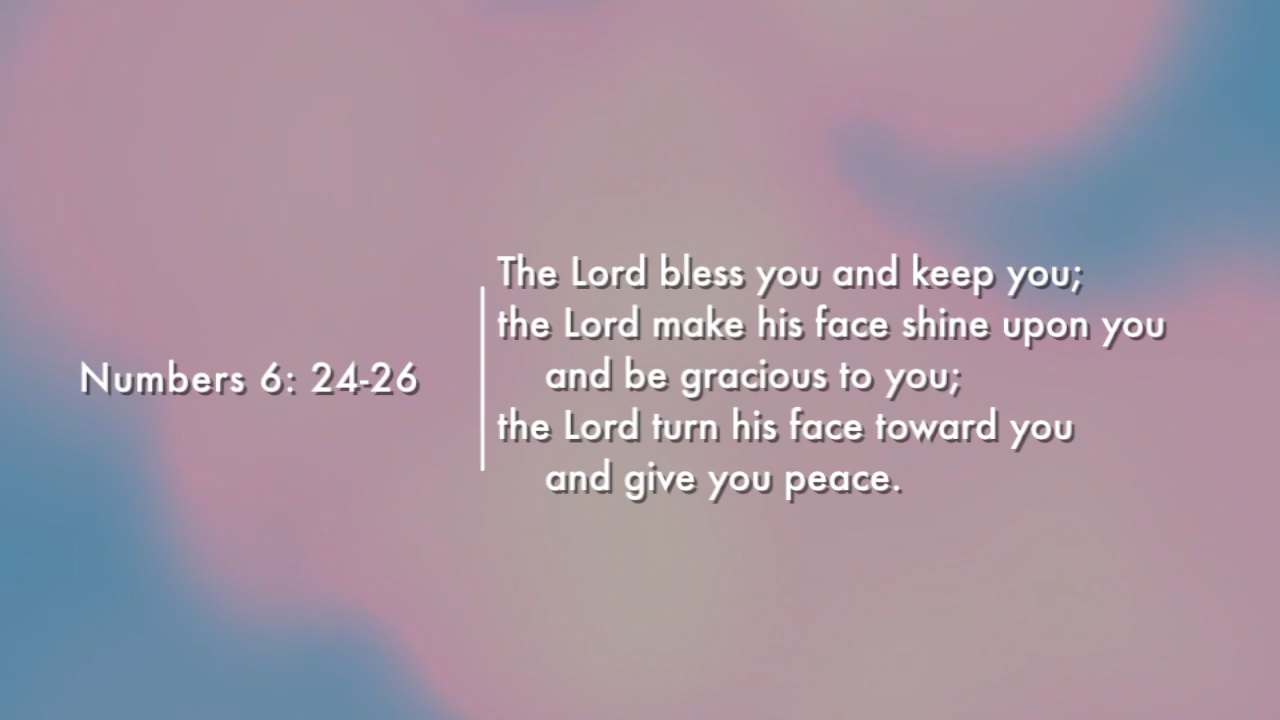 Numbers 6: 24-26
The Lord bless you and keep you;
the Lord make his face shine upon you
and be gracious to you;
the Lord turn his face toward you
and give you peace.